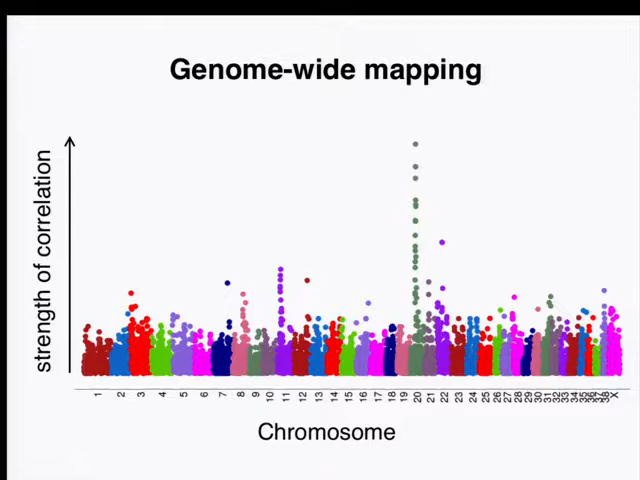 Genome-wide mapping
strength of correlation
1 2 3 4 5 6 7 8 9 10 11 12 13 14 15 16 17 18 19 20 21 22 23 24 25 26 27 28 29 30 31 32 33 34 35 36 37 38 X
Chromosome